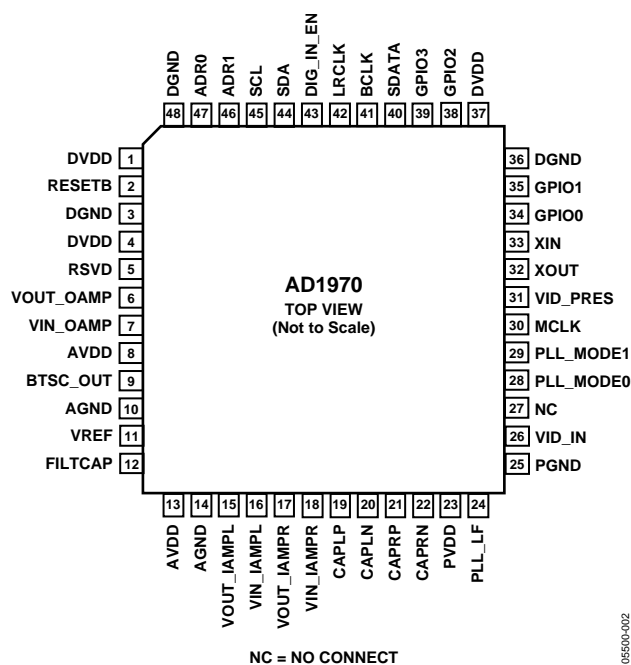 48 DGND
47 ADR0
46 ADR1
45 SCL
44 SDA
43 DIG_IN_EN
42 LRCLK
41 BCLK
40 SDATA
39 GPIO3
38 GPIO2
37 DVDD
DVDD 1
RESETB 2
DGND 3
DVDD 4
RSVD 5
VOUT_OAMP 6
VIN_OAMP 7
AVDD 8
BTSC_OUT 9
AGND 10
VREF 11
FILTCAP 12
AD1970
TOP VIEW
(Not to Scale)
36 DGND
35 GPIO1
34 GPIO0
33 XIN
32 XOUT
31 VID_PRES
30 MCLK
29 PLL_MODE1
28 PLL_MODE0
27 NC
26 VID_IN
25 PGND
13 AVDD
14 AGND
15 VOUT_IAMPL
16 VIN_IAMPL
17 VOUT_IAMPR
18 VIN_IAMPR
19 CAPLP
20 CAPLN
21 CAPRP
22 CAPRN
23 PVDD
24 PLL_LF
NC = NO CONNECT
05500-002